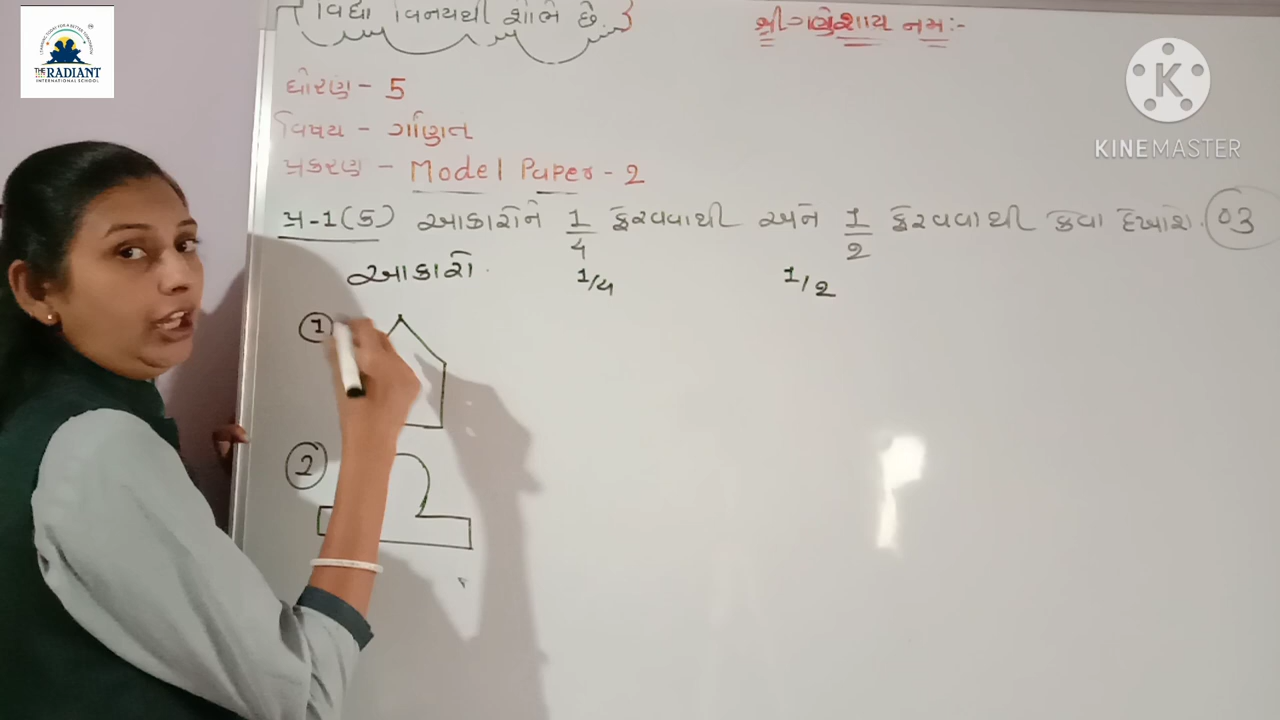 વિદ્યા વિનયથી શોભે છે.
શ્રી ગણેશાય નમઃ-
THE RADIANT
INTERNATIONAL SCHOOL
K
KINEMASTER
ધોરણ - 5
વિષય - ગણિત
પ્રકરણ - Model Paper - 2
પ્ર-1(ક) આકારોને 1/4 ફેરવવાથી અને 1/2 ફેરવવાથી કેવા દેખાશે. 03
આકારો. 1/4 1/2
1
2